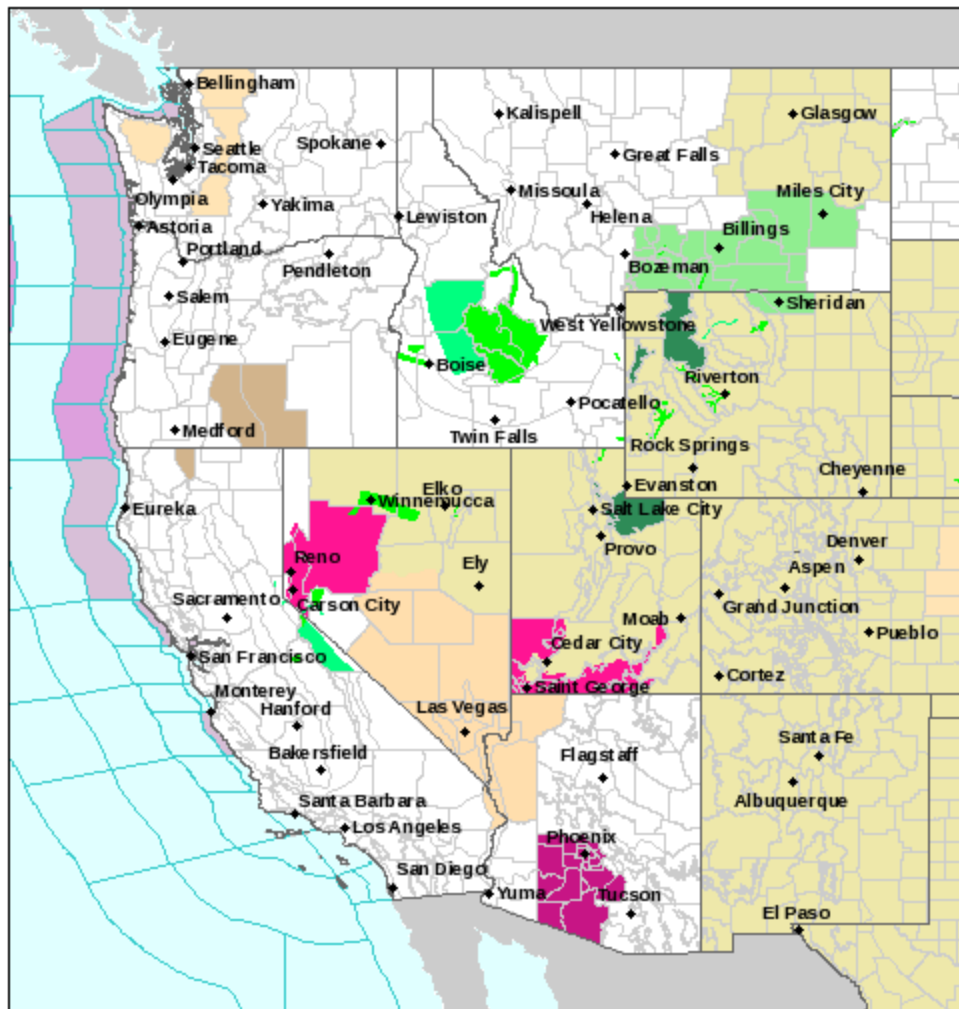 Bellingham
Kalispell
Glasgow
Spokane
Seattle
Great Falls
Tacoma
Missoula
Miles City
Olympia
Yakima
Lewiston
Helena
Astoria
Billings
Portland
Pendleton
Bozeman
Salem
Sheridan
West Yellowstone
Eugene
Boise
Riverton
Pocatello
Medford
Twin Falls
Rock Springs
Cheyenne
Elko
Evanston
Winnemucca
Eureka
Salt Lake City
Provo
Denver
Reno
Ely
Aspen
Sacramento
Carson City
Grand Junction
Moab
Pueblo
Cedar City
San Francisco
Cortez
Saint George
Monterey
Hanford
Las Vegas
Santa Fe
Bakersfield
Flagstaff
Albuquerque
Santa Barbara
Los Angeles
Phoenix
San Diego
Yuma
Tucson
El Paso